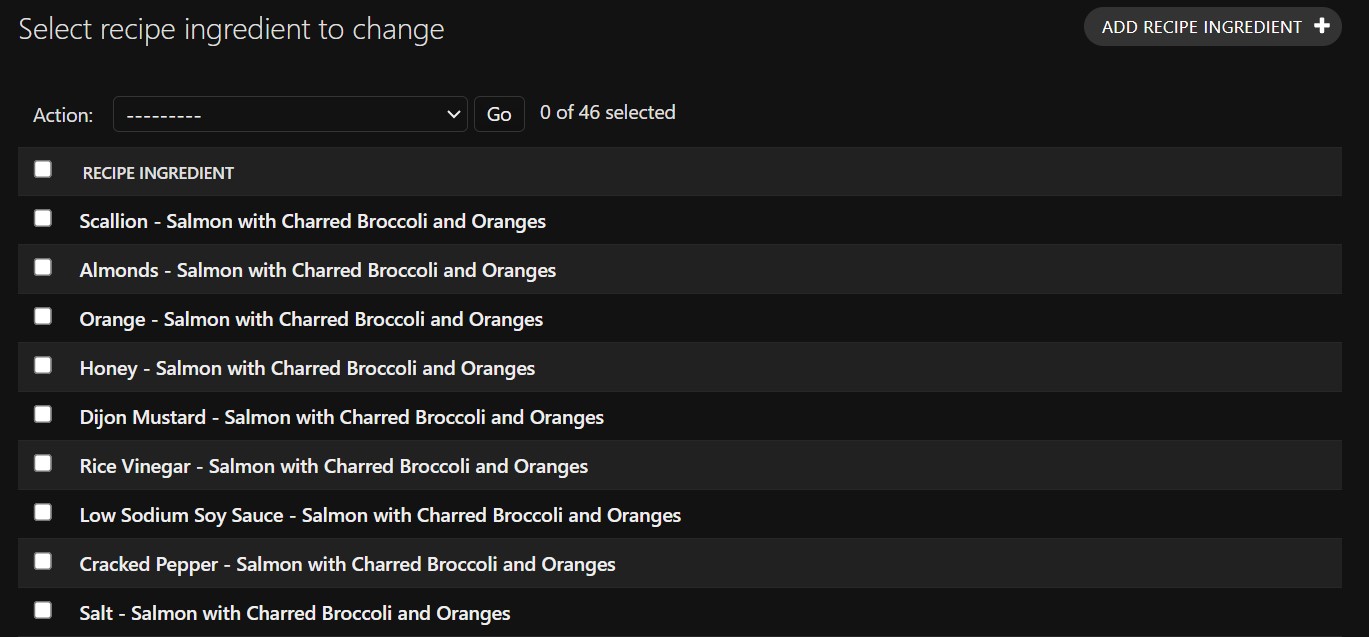 Select recipe ingredient to change
ADD RECIPE INGREDIENT +
Action: --------- Go 0 of 46 selected
RECIPE INGREDIENT
Scallion - Salmon with Charred Broccoli and Oranges
Almonds - Salmon with Charred Broccoli and Oranges
Orange - Salmon with Charred Broccoli and Oranges
Honey - Salmon with Charred Broccoli and Oranges
Dijon Mustard - Salmon with Charred Broccoli and Oranges
Rice Vinegar - Salmon with Charred Broccoli and Oranges
Low Sodium Soy Sauce - Salmon with Charred Broccoli and Oranges
Cracked Pepper - Salmon with Charred Broccoli and Oranges
Salt - Salmon with Charred Broccoli and Oranges